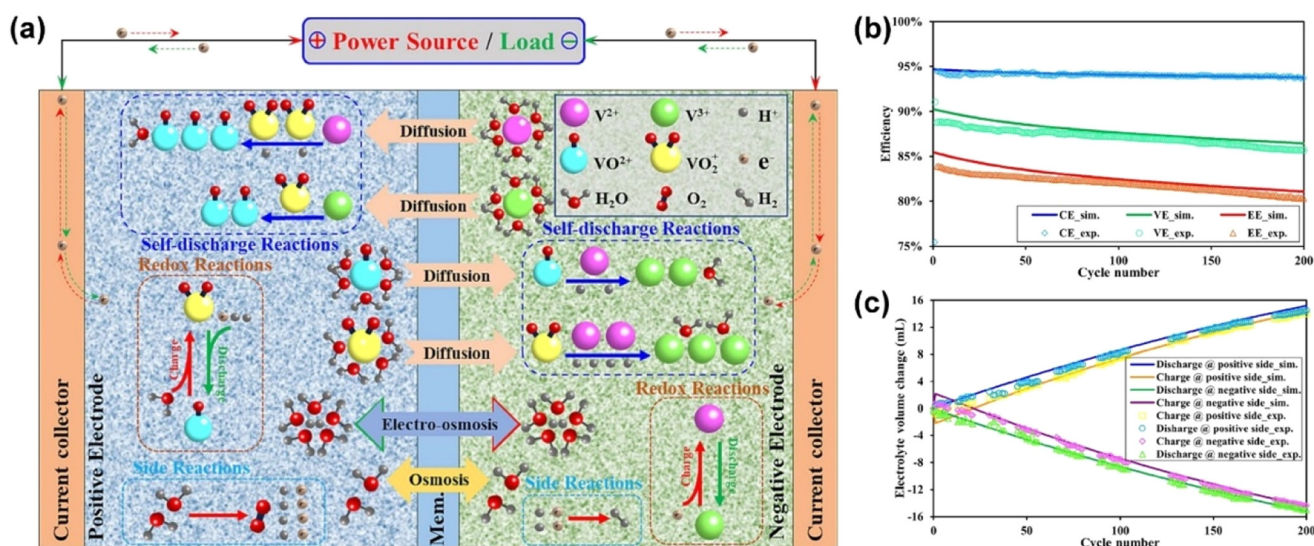 (a)
⊕ Power Source / Load ⊖
e⁻ e⁻
e⁻ e⁻
Current collector
Positive Electrode
Mem.
Negative Electrode
Current collector
Diffusion
Diffusion
Self-discharge Reactions
V²⁺ V³⁺ H⁺
VO²⁺ VO₂⁺ e⁻
H₂O O₂ H₂
Self-discharge Reactions
Redox Reactions
Charge
Discharge
Diffusion
Diffusion
Redox Reactions
Charge
Discharge
Electro-osmosis
Osmosis
Side Reactions
Side Reactions
(b)
Efficiency
100%
95%
90%
85%
80%
75%
CE_sim. VE_sim. EE_sim.
CE_exp. VE_exp. EE_exp.
0 50 100 150 200
Cycle number
(c)
Electrolyte volume change (mL)
16
12
8
4
0
-4
-8
-12
-16
Discharge @ positive side_sim.
Charge @ positive side_sim.
Discharge @ negative side_sim.
Charge @ negative side_sim.
Charge @ positive side_exp.
Disharge @ positive side_exp.
Charge @ negative side_exp.
Discharge @ negative side_exp.
0 50 100 150 200
Cycle number